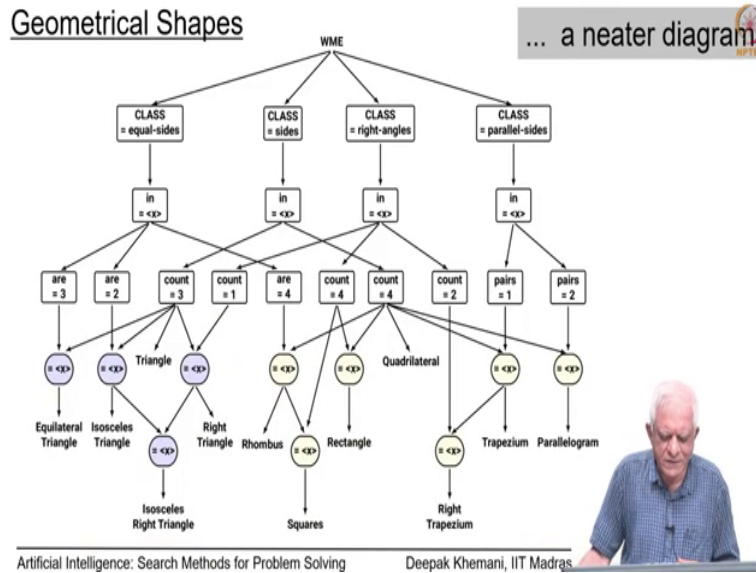 Geometrical Shapes
... a neater diagram
NPTEL
WME
CLASS
= equal-sides
CLASS
= sides
CLASS
= right-angles
CLASS
= parallel-sides
in
= <x>
in
= <x>
in
= <x>
in
= <x>
are
= 3
are
= 2
count
= 3
count
= 1
are
= 4
count
= 4
count
= 4
count
= 2
pairs
= 1
pairs
= 2
= <x>
= <x>
Triangle
= <x>
= <x>
= <x>
Quadrilateral
= <x>
= <x>
Equilateral
Triangle
Isosceles
Triangle
= <x>
Right
Triangle
Rhombus
= <x>
Rectangle
= <x>
Trapezium
Parallelogram
Isosceles
Right Triangle
Squares
Right
Trapezium
Artificial Intelligence: Search Methods for Problem Solving
Deepak Khemani, IIT Madras